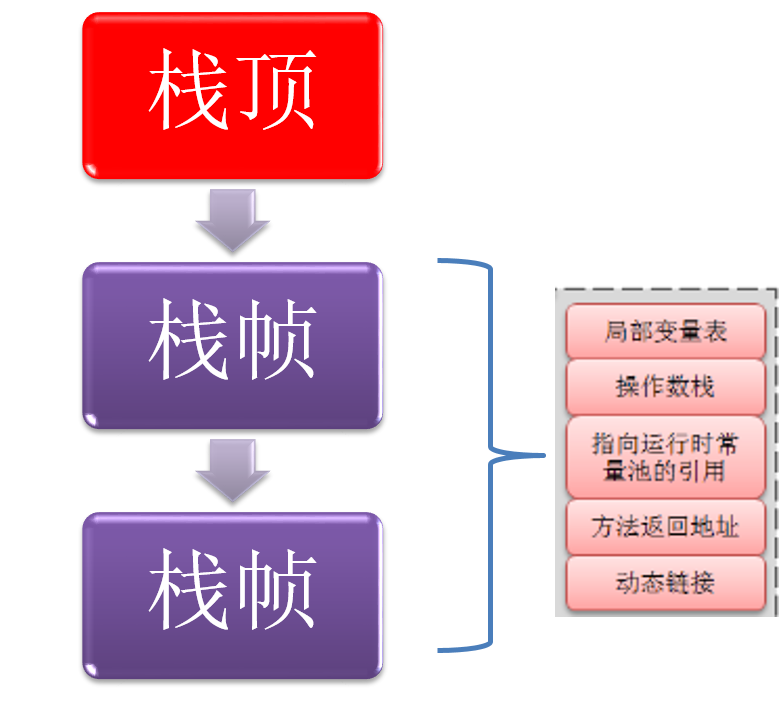 栈顶
栈帧
栈帧
局部变量表
操作数栈
指向运行时常
量池的引用
方法返回地址
动态链接